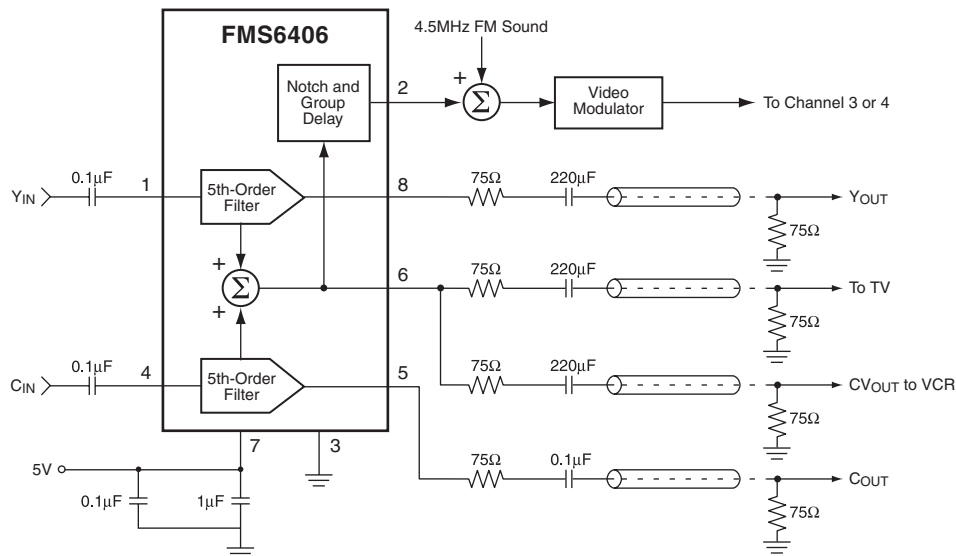 FMS6406
4.5MHz FM Sound
+
Σ
Notch and
Group
Delay
2
Video
Modulator
To Channel 3 or 4
0.1µF
YIN
1
5th-Order
Filter
8
75Ω
220µF
YOUT
75Ω
+
Σ
+
6
75Ω
220µF
To TV
75Ω
0.1µF
CIN
4
5th-Order
Filter
5
75Ω
220µF
CVOUT to VCR
75Ω
7
3
5V
0.1µF
1µF
75Ω
0.1µF
COUT
75Ω